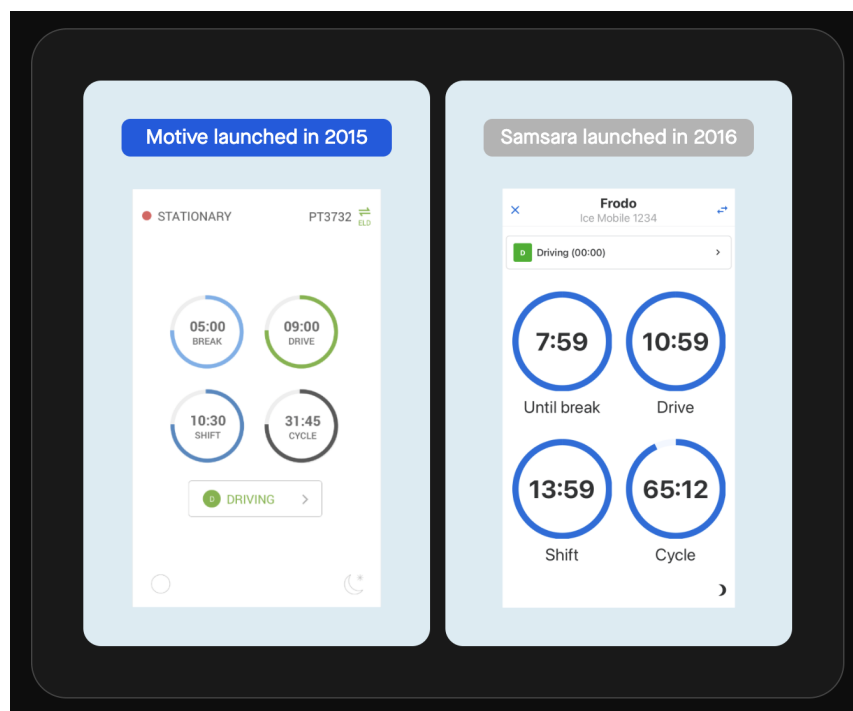 Motive launched in 2015
STATIONARY
PT3732
ELD
05:00
BREAK
09:00
DRIVE
10:30
SHIFT
31:45
CYCLE
D DRIVING
Samsara launched in 2016
Frodo
Ice Mobile 1234
D Driving (00:00)
7:59
Until break
10:59
Drive
13:59
Shift
65:12
Cycle